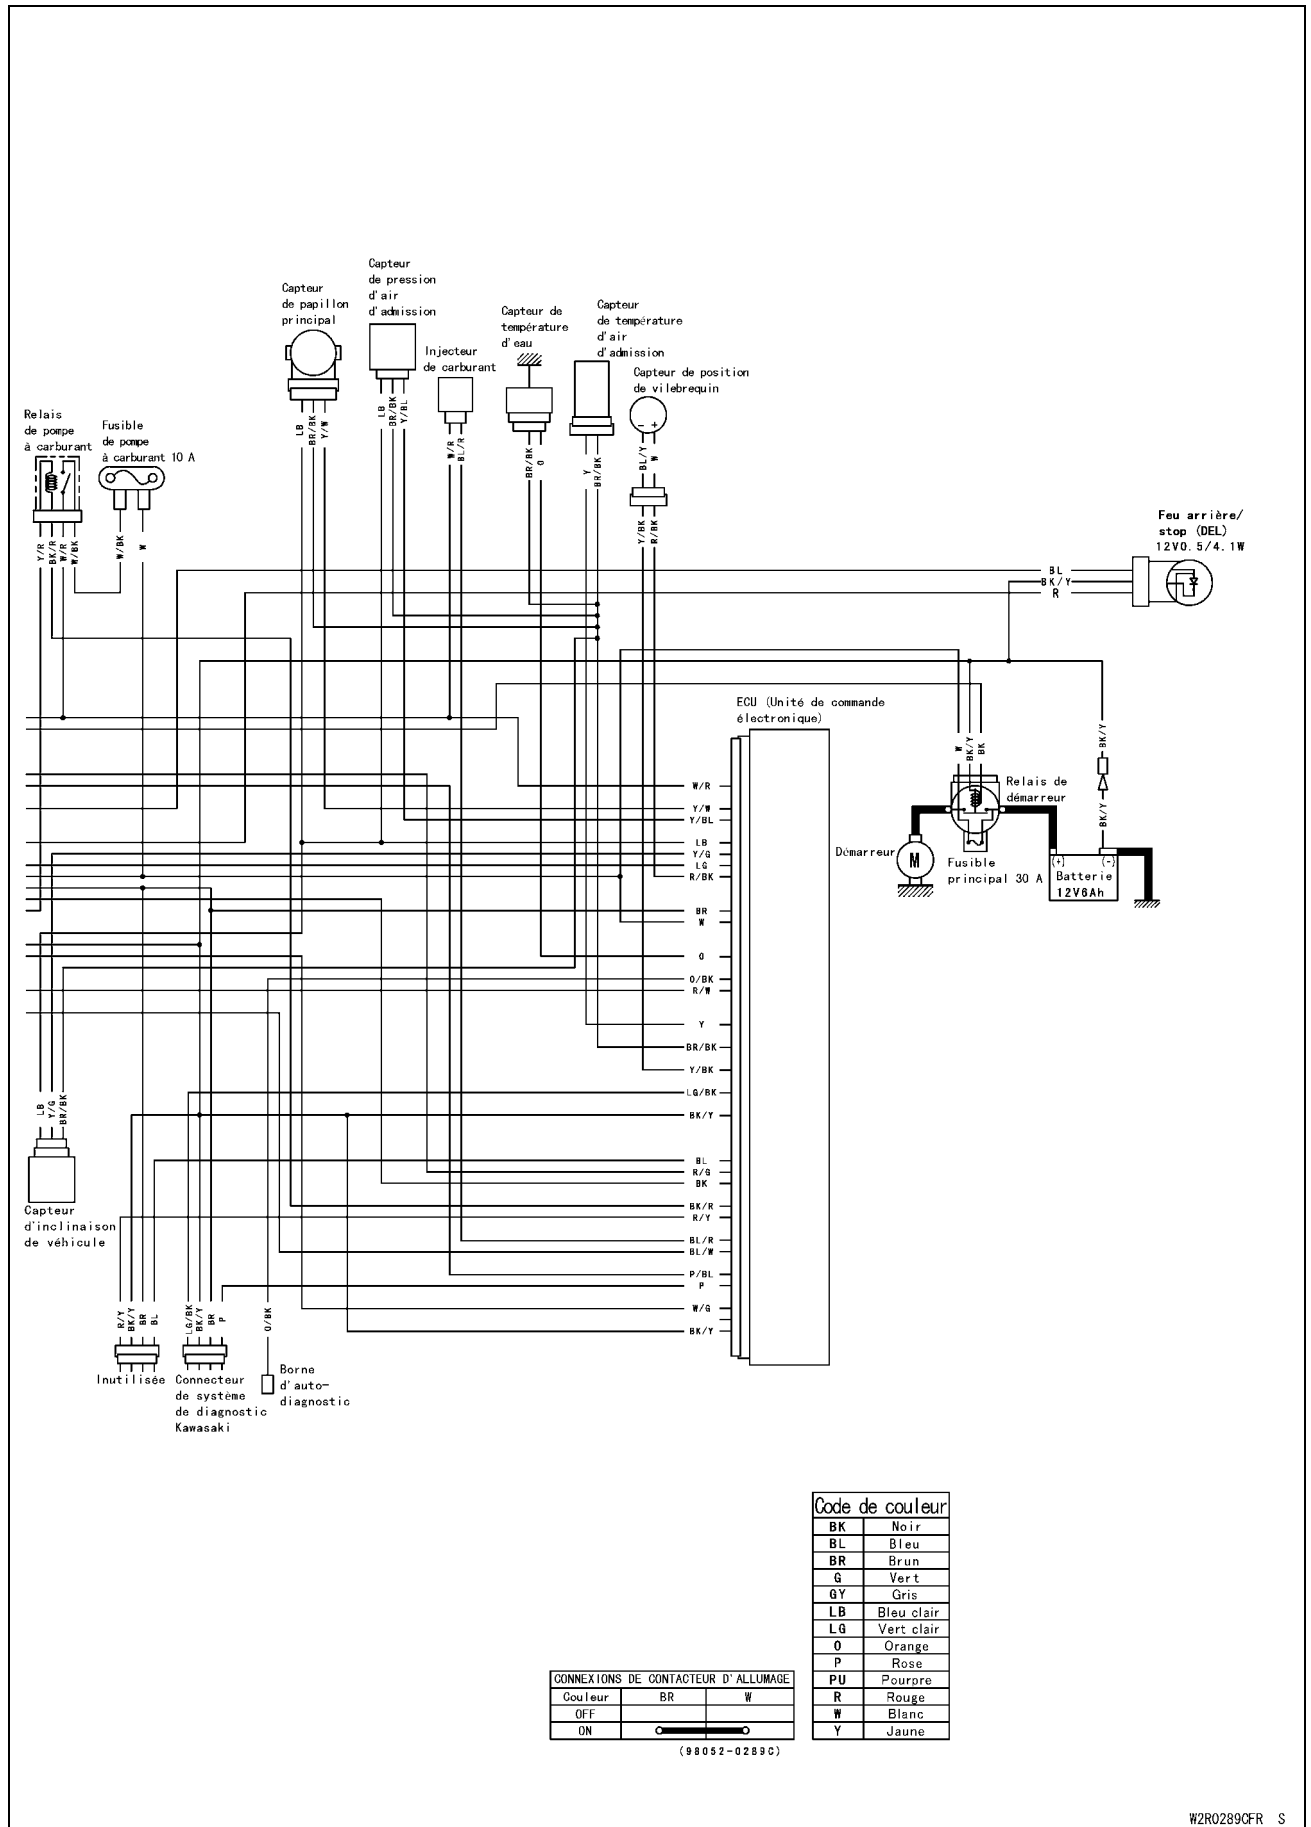 Capteur
de pression
d'air
d'admission
Capteur
de papillon
principal
Injecteur
de carburant
Capteur de
température
d'eau
Capteur
de température
d'air
d'admission
Capteur de position
de vilebrequin
- +
Relais
de pompe
à carburant
Fusible
de pompe
à carburant 10 A
Y/R
BK/R
W/R
W/BK
W/BK
W
LB
BR/BK
Y/W
LB
BR/BK
Y/BL
W/R
BL/R
BR/BK
O
Y
BR/BK
BL/Y
W
Y/BK
R/BK
Feu arrière/
stop (DEL)
12V0.5/4.1W
BL
BK/Y
R
ECU (Unité de commande
électronique)
W
BK/Y
BK
BK/Y
BK/Y
Relais de
démarreur
Démarreur
M
Fusible
principal 30 A
(+) (-)
Batterie
12V6Ah
W/R
Y/W
Y/BL
LB
Y/G
LG
R/BK
BR
W
O
O/BK
R/W
Y
BR/BK
Y/BK
LG/BK
BK/Y
BL
R/G
BK
BK/R
R/Y
BL/R
BL/W
P/BL
P
W/G
BK/Y
LB
Y/G
BR/BK
Capteur
d'inclinaison
de véhicule
R/Y
BK/Y
BR
BL
LG/BK
BK/Y
BR
P
O/BK
Inutilisée
Connecteur
de système
de diagnostic
Kawasaki
Borne
d'auto-
diagnostic
Code de couleur
BK Noir
BL Bleu
BR Brun
G Vert
GY Gris
LB Bleu clair
LG Vert clair
O Orange
P Rose
PU Pourpre
R Rouge
W Blanc
Y Jaune
CONNEXIONS DE CONTACTEUR D'ALLUMAGE
Couleur BR W
OFF
ON
(98052-0289C)
W2R0289CFR S